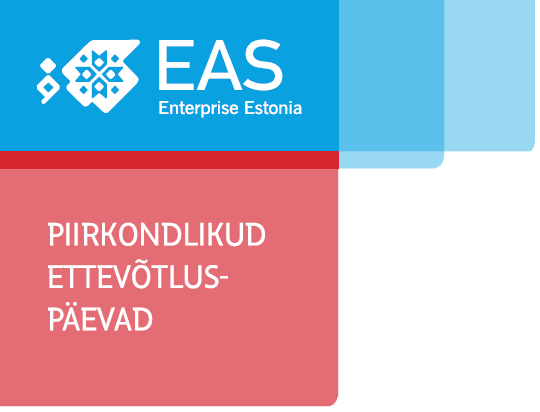 EAS
Enterprise Estonia
PIIRKONDLIKUD
ETTEVÕTLUS-
PÄEVAD